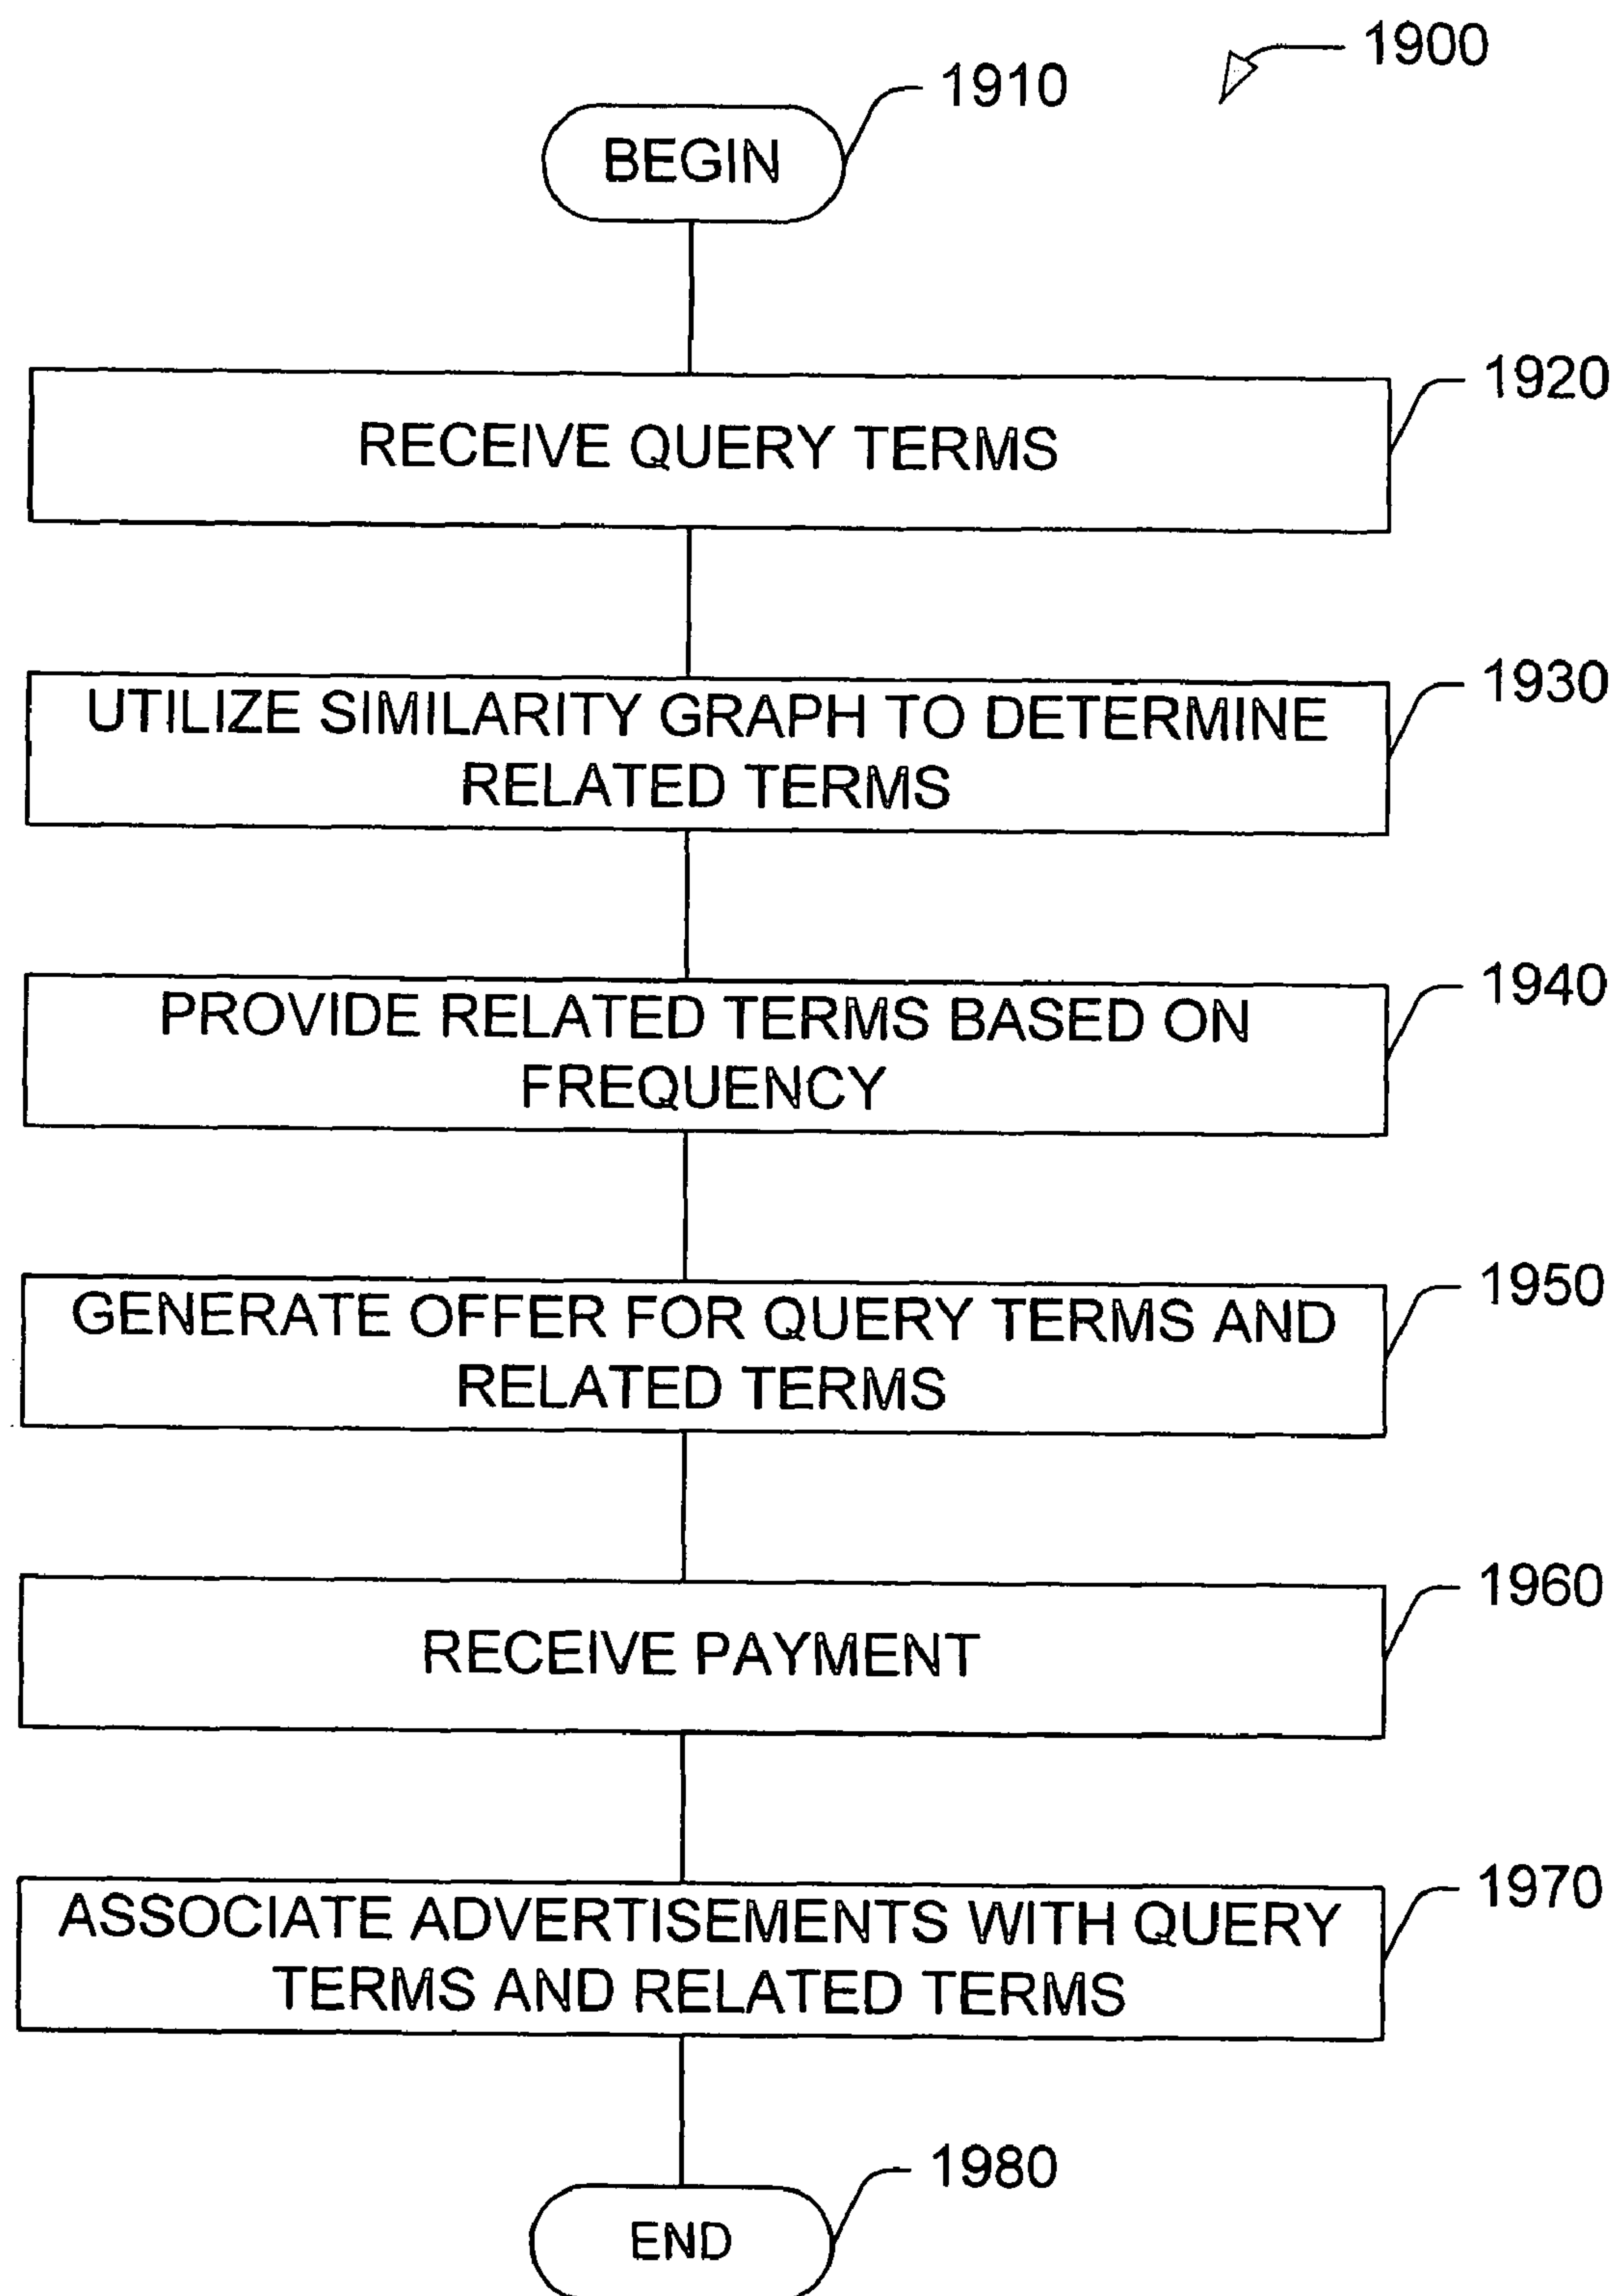 1900
1910
BEGIN
1920
RECEIVE QUERY TERMS
1930
UTILIZE SIMILARITY GRAPH TO DETERMINE
RELATED TERMS
1940
PROVIDE RELATED TERMS BASED ON
FREQUENCY
1950
GENERATE OFFER FOR QUERY TERMS AND
RELATED TERMS
1960
RECEIVE PAYMENT
1970
ASSOCIATE ADVERTISEMENTS WITH QUERY
TERMS AND RELATED TERMS
1980
END